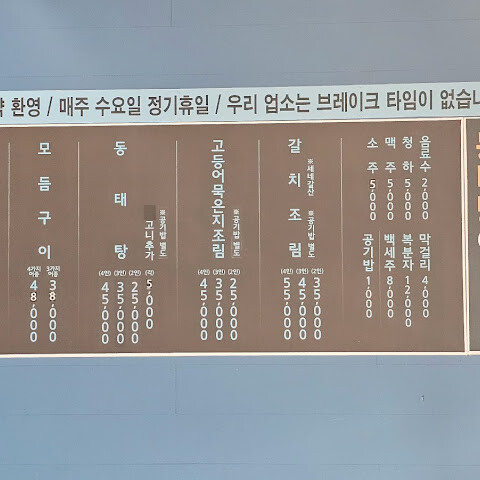 약 환영 / 매주 수요일 정기휴일 / 우리 업소는 브레이크 타임이 없습니
모듬구이
4가지 어종 48,000
3가지 어종 38,000
동태탕
※공기밥 별도
고니추가 (각) 5,000
(2인) 25,000
(3인) 35,000
(4인) 45,000
고등어묵은지조림
※공기밥 별도
(2인) 25,000
(3인) 35,000
(4인) 45,000
갈치조림
※세네갈산 ※공기밥 별도
(2인) 35,000
(3인) 45,000
(4인) 55,000
소주 5,000
맥주 5,000
청하 5,000
음료수 2,000
공기밥 1,000
백세주 8,000
복분자 12,000
막걸리 4,000